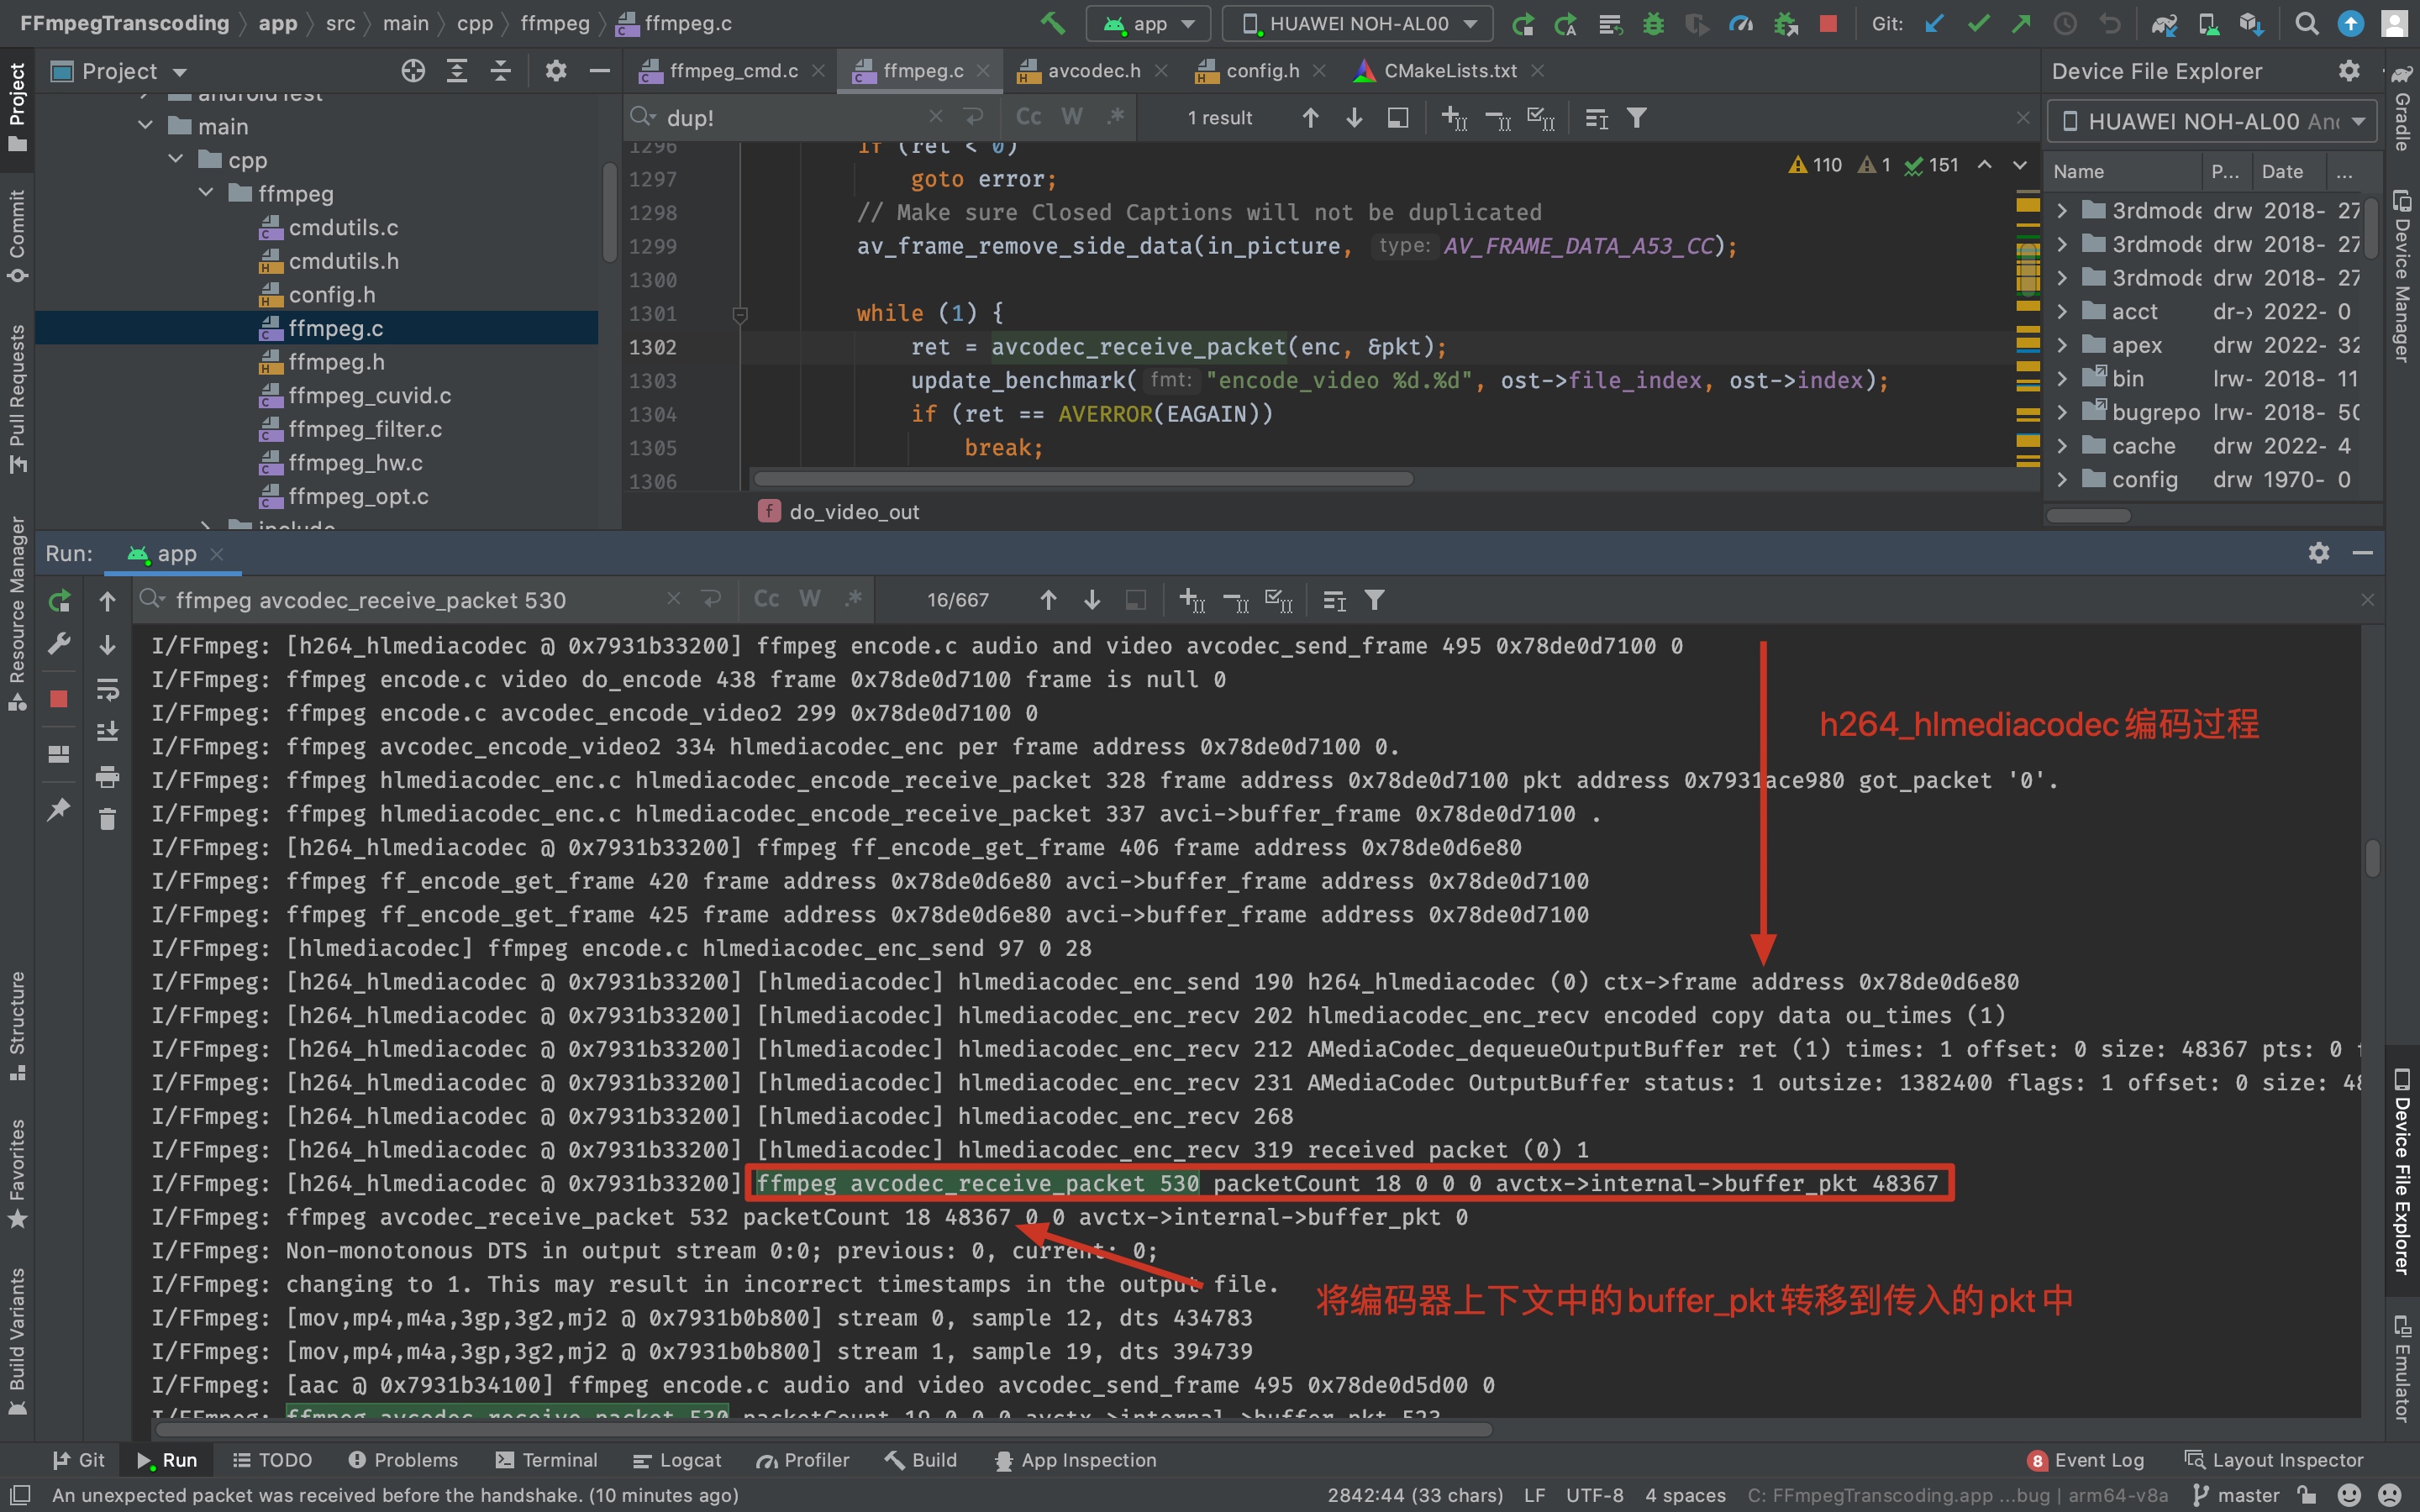 FFmpegTranscoding app src main cpp ffmpeg ffmpeg.c app HUAWEI NOH-AL00 Git:
Project
ffmpeg_cmd.c ffmpeg.c avcodec.h config.h CMakeLists.txt
Device File Explorer
dup! Cc W .* 1 result
HUAWEI NOH-AL00
androidTest
main
cpp
ffmpeg
cmdutils.c
cmdutils.h
config.h
ffmpeg.c
ffmpeg.h
ffmpeg_cuvid.c
ffmpeg_filter.c
ffmpeg_hw.c
ffmpeg_opt.c
include
110 1 151
1296 if (ret < 0)
1297 goto error;
1298 // Make sure Closed Captions will not be duplicated
1299 av_frame_remove_side_data(in_picture, type: AV_FRAME_DATA_A53_CC);
1300
1301 while (1) {
1302 ret = avcodec_receive_packet(enc, &pkt);
1303 update_benchmark( fmt: "encode_video %d.%d", ost->file_index, ost->index);
1304 if (ret == AVERROR(EAGAIN))
1305 break;
1306
f do_video_out
Name P... Date ...
3rdmode drw 2018- 27
3rdmode drw 2018- 27
3rdmode drw 2018- 27
acct dr-x 2022- 0
apex drw 2022- 32
bin lrw- 2018- 11
bugrepo lrw- 2018- 50
cache drw 2022- 4
config drw 1970- 0
Run: app
ffmpeg avcodec_receive_packet 530 Cc W .* 16/667
I/FFmpeg: [h264_hlmediacodec @ 0x7931b33200] ffmpeg encode.c audio and video avcodec_send_frame 495 0x78de0d7100 0
I/FFmpeg: ffmpeg encode.c video do_encode 438 frame 0x78de0d7100 frame is null 0
I/FFmpeg: ffmpeg encode.c avcodec_encode_video2 299 0x78de0d7100 0
I/FFmpeg: ffmpeg avcodec_encode_video2 334 hlmediacodec_enc per frame address 0x78de0d7100 0.
I/FFmpeg: ffmpeg hlmediacodec_enc.c hlmediacodec_encode_receive_packet 328 frame address 0x78de0d7100 pkt address 0x7931ace980 got_packet '0'.
I/FFmpeg: ffmpeg hlmediacodec_enc.c hlmediacodec_encode_receive_packet 337 avci->buffer_frame 0x78de0d7100 .
I/FFmpeg: [h264_hlmediacodec @ 0x7931b33200] ffmpeg ff_encode_get_frame 406 frame address 0x78de0d6e80
I/FFmpeg: ffmpeg ff_encode_get_frame 420 frame address 0x78de0d6e80 avci->buffer_frame address 0x78de0d7100
I/FFmpeg: ffmpeg ff_encode_get_frame 425 frame address 0x78de0d6e80 avci->buffer_frame address 0x78de0d7100
I/FFmpeg: [hlmediacodec] ffmpeg encode.c hlmediacodec_enc_send 97 0 28
I/FFmpeg: [h264_hlmediacodec @ 0x7931b33200] [hlmediacodec] hlmediacodec_enc_send 190 h264_hlmediacodec (0) ctx->frame address 0x78de0d6e80
I/FFmpeg: [h264_hlmediacodec @ 0x7931b33200] [hlmediacodec] hlmediacodec_enc_recv 202 hlmediacodec_enc_recv encoded copy data ou_times (1)
I/FFmpeg: [h264_hlmediacodec @ 0x7931b33200] [hlmediacodec] hlmediacodec_enc_recv 212 AMediaCodec_dequeueOutputBuffer ret (1) times: 1 offset: 0 size: 48367 pts: 0
I/FFmpeg: [h264_hlmediacodec @ 0x7931b33200] [hlmediacodec] hlmediacodec_enc_recv 231 AMediaCodec OutputBuffer status: 1 outsize: 1382400 flags: 1 offset: 0 size: 48
I/FFmpeg: [h264_hlmediacodec @ 0x7931b33200] [hlmediacodec] hlmediacodec_enc_recv 268
I/FFmpeg: [h264_hlmediacodec @ 0x7931b33200] [hlmediacodec] hlmediacodec_enc_recv 319 received packet (0) 1
I/FFmpeg: [h264_hlmediacodec @ 0x7931b33200] ffmpeg avcodec_receive_packet 530 packetCount 18 0 0 0 avctx->internal->buffer_pkt 48367
I/FFmpeg: ffmpeg avcodec_receive_packet 532 packetCount 18 48367 0 0 avctx->internal->buffer_pkt 0
I/FFmpeg: Non-monotonous DTS in output stream 0:0; previous: 0, current: 0;
I/FFmpeg: changing to 1. This may result in incorrect timestamps in the output file.
I/FFmpeg: [mov,mp4,m4a,3gp,3g2,mj2 @ 0x7931b0b800] stream 0, sample 12, dts 434783
I/FFmpeg: [mov,mp4,m4a,3gp,3g2,mj2 @ 0x7931b0b800] stream 1, sample 19, dts 394739
I/FFmpeg: [aac @ 0x7931b34100] ffmpeg encode.c audio and video avcodec_send_frame 495 0x78de0d5d00 0
I/FFmpeg: ffmpeg avcodec_receive_packet 530 packetCount 19 0 0 0 avctx->internal->buffer_pkt 523
h264_hlmediacodec编码过程
将编码器上下文中的buffer_pkt转移到传入的pkt中
Project
Commit
Pull Requests
Resource Manager
Structure
Favorites
Build Variants
Gradle
Device Manager
Device File Explorer
Emulator
Git Run TODO Problems Terminal Logcat Profiler Build App Inspection 8 Event Log Layout Inspector
An unexpected packet was received before the handshake. (10 minutes ago) 2842:44 (33 chars) LF UTF-8 4 spaces C: FFmpegTranscoding.app ...bug | arm64-v8a master